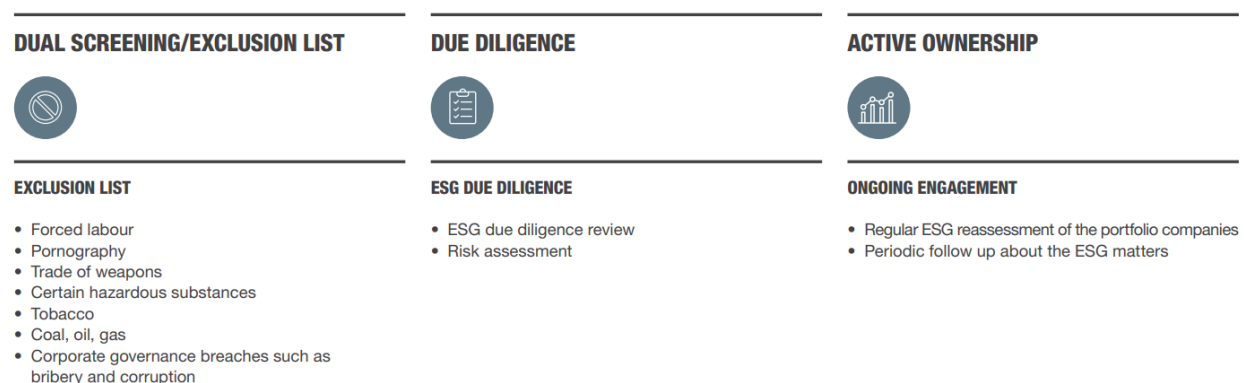 DUAL SCREENING/EXCLUSION LIST
EXCLUSION LIST
• Forced labour
• Pornography
• Trade of weapons
• Certain hazardous substances
• Tobacco
• Coal, oil, gas
• Corporate governance breaches such as
bribery and corruption
DUE DILIGENCE
ESG DUE DILIGENCE
• ESG due diligence review
• Risk assessment
ACTIVE OWNERSHIP
ONGOING ENGAGEMENT
• Regular ESG reassessment of the portfolio companies
• Periodic follow up about the ESG matters